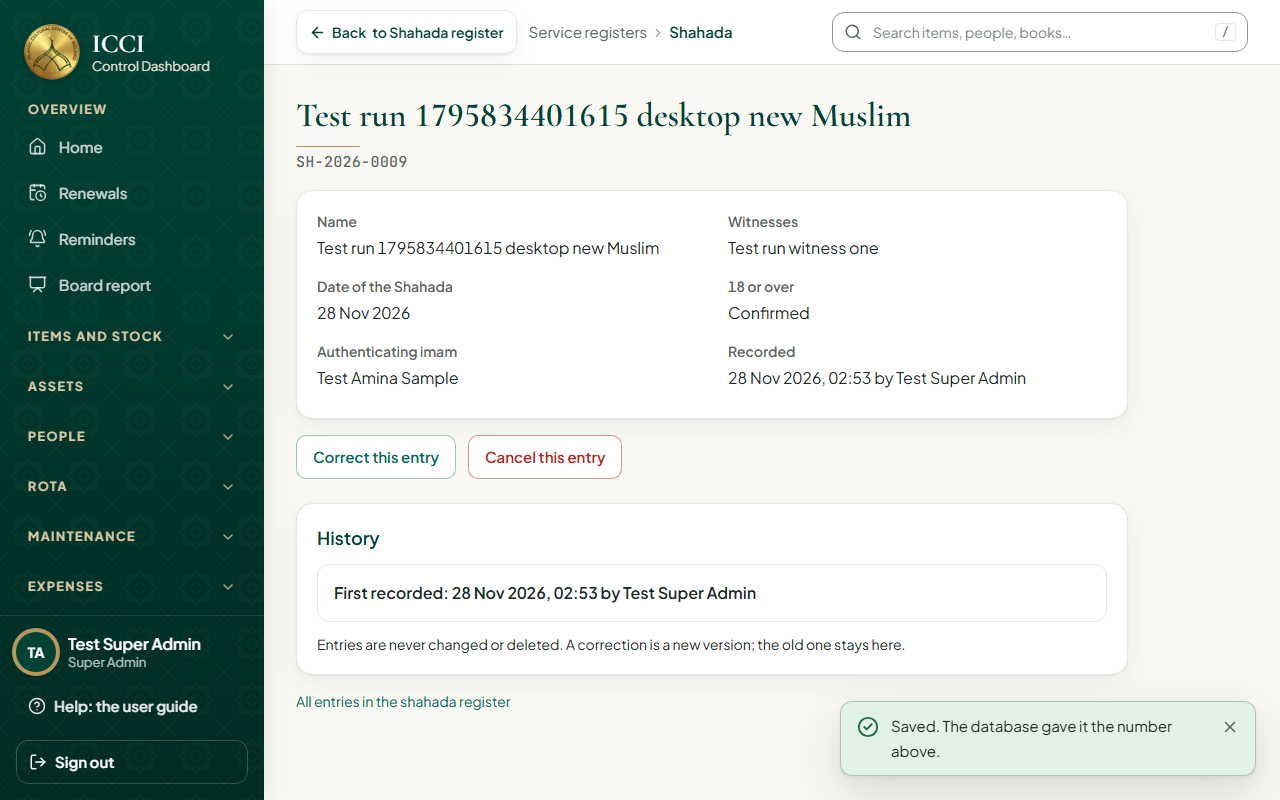 ICCI
Control Dashboard
OVERVIEW
Home
Renewals
Reminders
Board report
ITEMS AND STOCK
ASSETS
PEOPLE
ROTA
MAINTENANCE
EXPENSES
TA
Test Super Admin
Super Admin
Help: the user guide
Sign out
Back to Shahada register
Service registers
Shahada
Search items, people, books…
/
Test run 1795834401615 desktop new Muslim
SH-2026-0009
Name
Test run 1795834401615 desktop new Muslim
Witnesses
Test run witness one
Date of the Shahada
28 Nov 2026
18 or over
Confirmed
Authenticating imam
Test Amina Sample
Recorded
28 Nov 2026, 02:53 by Test Super Admin
Correct this entry
Cancel this entry
History
First recorded: 28 Nov 2026, 02:53 by Test Super Admin
Entries are never changed or deleted. A correction is a new version; the old one stays here.
All entries in the shahada register
Saved. The database gave it the number
above.